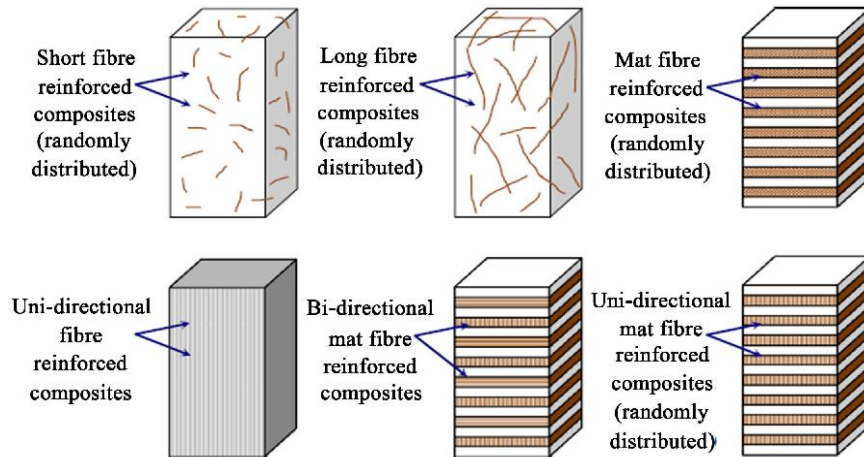 Short fibre
reinforced
composites
(randomly
distributed)
Long fibre
reinforced
composites
(randomly
distributed)
Mat fibre
reinforced
composites
(randomly
distributed)
Uni-directional
fibre
reinforced
composites
Bi-directional
mat fibre
reinforced
composites
Uni-directional
mat fibre
reinforced
composites
(randomly
distributed)